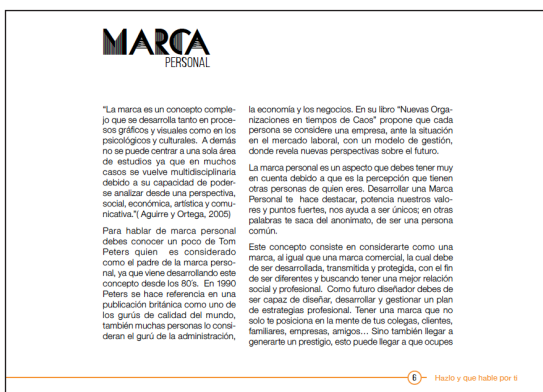 MARCA
PERSONAL
“La marca es un concepto comple-
jo que se desarrolla tanto en proce-
sos gráficos y visuales como en los
psicológicos y culturales. A demás
no se puede centrar a una sola área
de estudios ya que en muchos
casos se vuelve multidisciplinaria
debido a su capacidad de poder-
se analizar desde una perspectiva,
social, económica, artística y comu-
nicativa.”( Aguirre y Ortega, 2005)
Para hablar de marca personal
debes conocer un poco de Tom
Peters quien es considerado
como el padre de la marca perso-
nal, ya que viene desarrollando este
concepto desde los 80´s. En 1990
Peters se hace referencia en una
publicación británica como uno de
los gurús de calidad del mundo,
también muchas personas lo consi-
deran el gurú de la administración,
la economía y los negocios. En su libro “Nuevas Orga-
nizaciones en tiempos de Caos” propone que cada
persona se considere una empresa, ante la situación
en el mercado laboral, con un modelo de gestión,
donde revela nuevas perspectivas sobre el futuro.
La marca personal es un aspecto que debes tener muy
en cuenta debido a que es la percepción que tienen
otras personas de quien eres. Desarrollar una Marca
Personal te hace destacar, potencia nuestros valo-
res y puntos fuertes, nos ayuda a ser únicos; en otras
palabras te saca del anonimato, de ser una persona
común.
Este concepto consiste en considerarte como una
marca, al igual que una marca comercial, la cual debe
de ser desarrollada, transmitida y protegida, con el fin
de ser diferentes y buscando tener una mejor relación
social y profesional. Como futuro diseñador debes de
ser capaz de diseñar, desarrollar y gestionar un plan
de estrategias profesional. Tener una marca que no
solo te posiciona en la mente de tus colegas, clientes,
familiares, empresas, amigos… Sino también llegar a
generarte un prestigio, esto puede llegar a que ocupes
6 Hazlo y que hable por ti